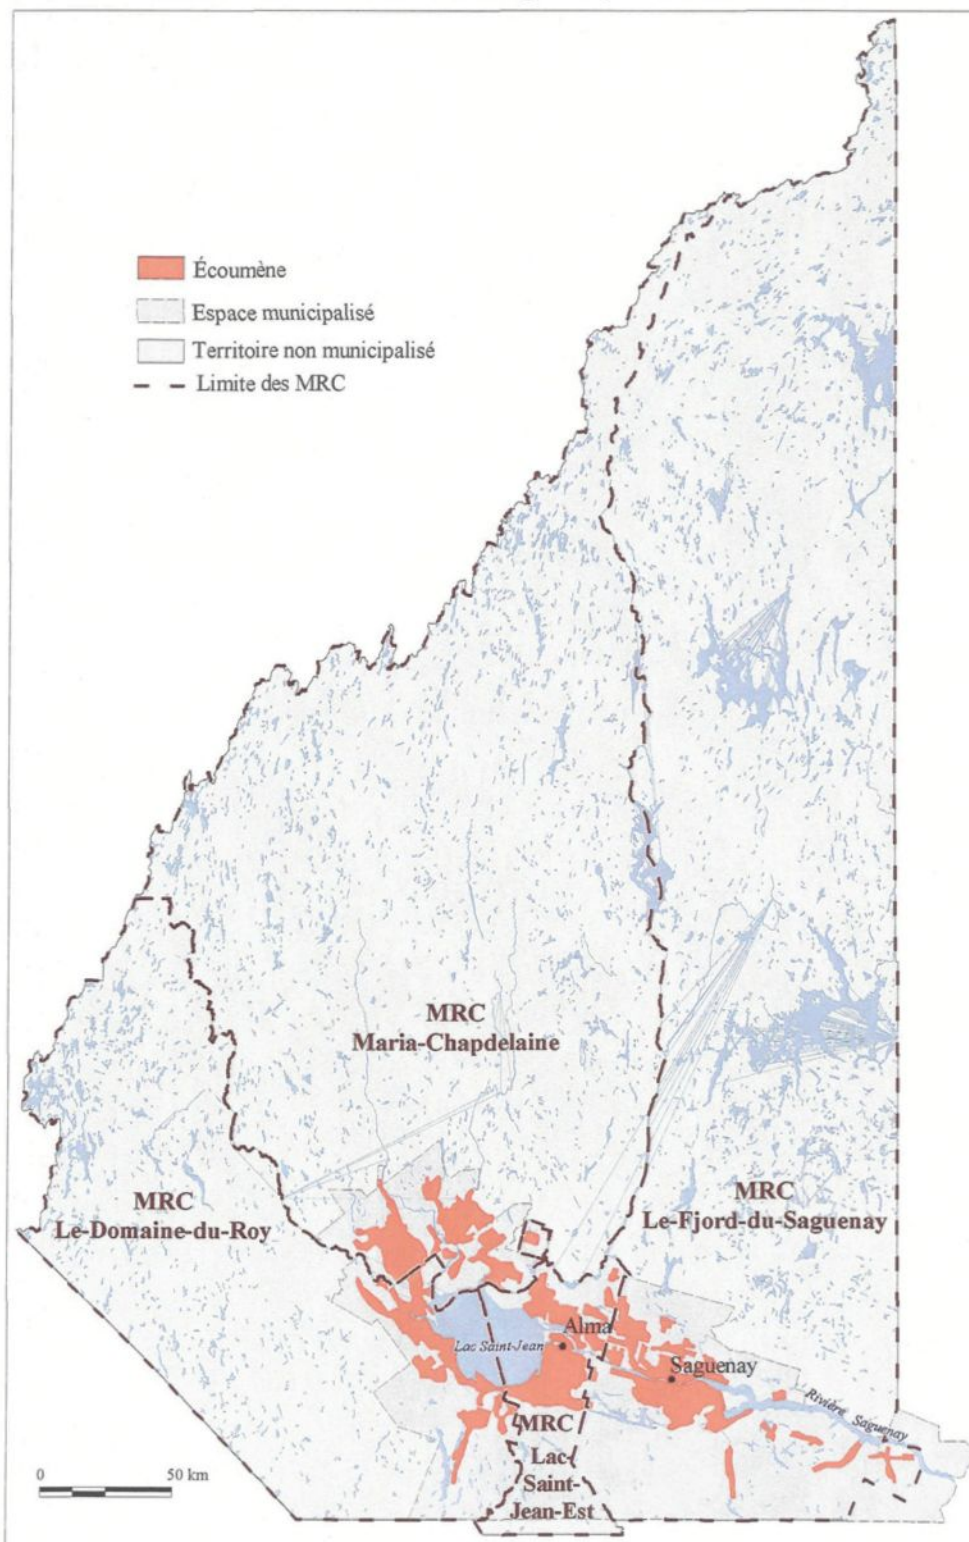 Écoumène
Espace municipalisé
Territoire non municipalisé
Limite des MRC
MRC
Maria-Chapdelaine
MRC
Le-Domaine-du-Roy
MRC
Le-Fjord-du-Saguenay
Alma
Lac Saint-Jean
Saguenay
Rivière Saguenay
MRC
Lac-
Saint-
Jean-Est
0 50 km